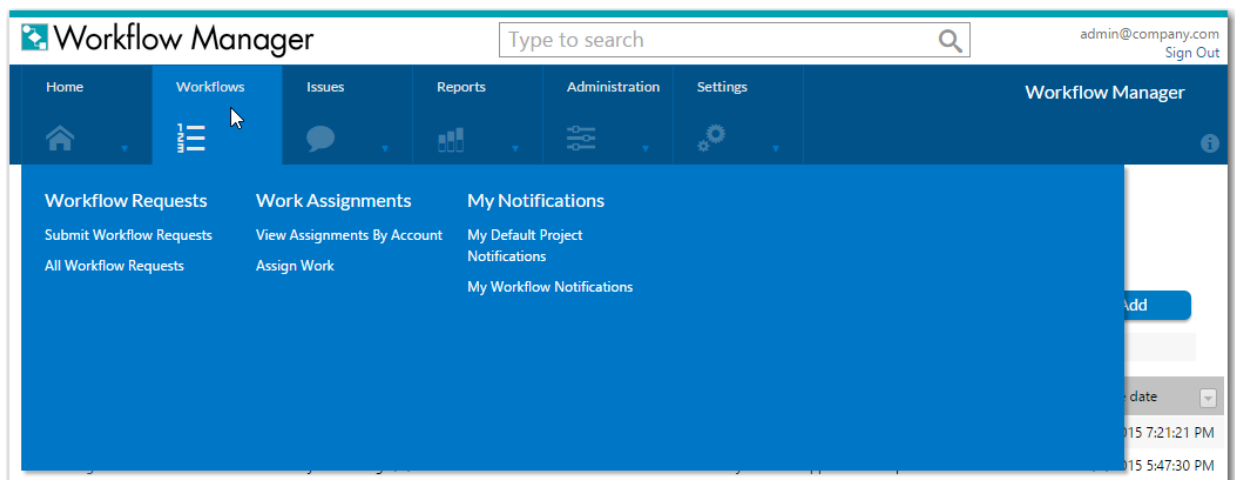 Workflow Manager
Type to search
admin@company.com
Sign Out
Home
Workflows
Issues
Reports
Administration
Settings
Workflow Manager
Workflow Requests
Submit Workflow Requests
All Workflow Requests
Work Assignments
View Assignments By Account
Assign Work
My Notifications
My Default Project
Notifications
My Workflow Notifications
Add
date
015 7:21:21 PM
015 5:47:30 PM